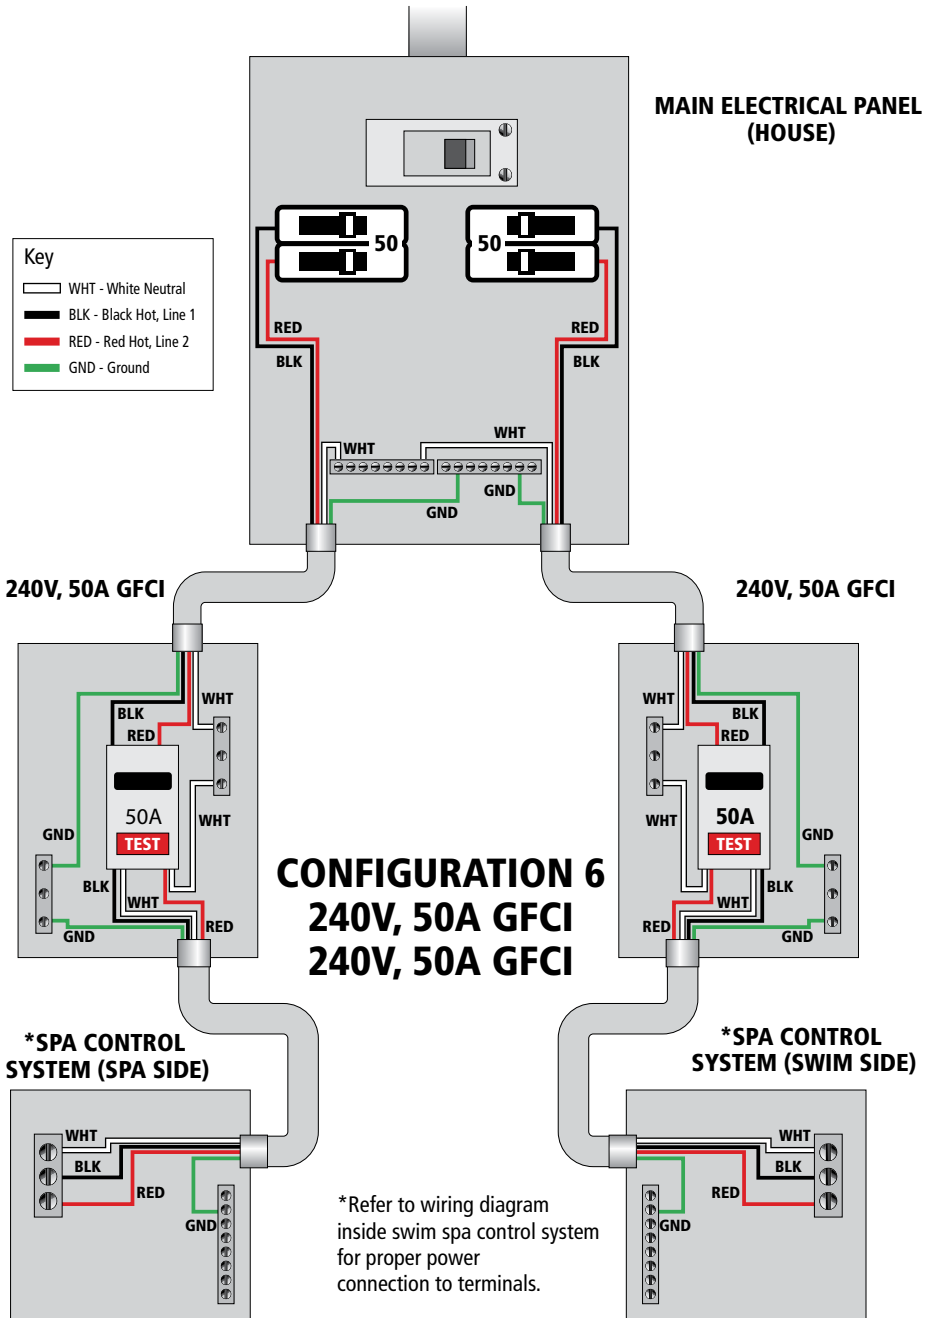 MAIN ELECTRICAL PANEL
(HOUSE)
50
50
Key
WHT - White Neutral
BLK - Black Hot, Line 1
RED - Red Hot, Line 2
GND - Ground
RED
RED
BLK
BLK
WHT
WHT
GND
GND
240V, 50A GFCI
240V, 50A GFCI
WHT
BLK
RED
50A
TEST
WHT
GND
BLK
WHT
RED
GND
WHT
BLK
RED
50A
TEST
WHT
GND
BLK
WHT
RED
GND
CONFIGURATION 6
240V, 50A GFCI
240V, 50A GFCI
*SPA CONTROL
SYSTEM (SPA SIDE)
*SPA CONTROL
SYSTEM (SWIM SIDE)
WHT
BLK
RED
GND
WHT
BLK
RED
GND
*Refer to wiring diagram
inside swim spa control system
for proper power
connection to terminals.